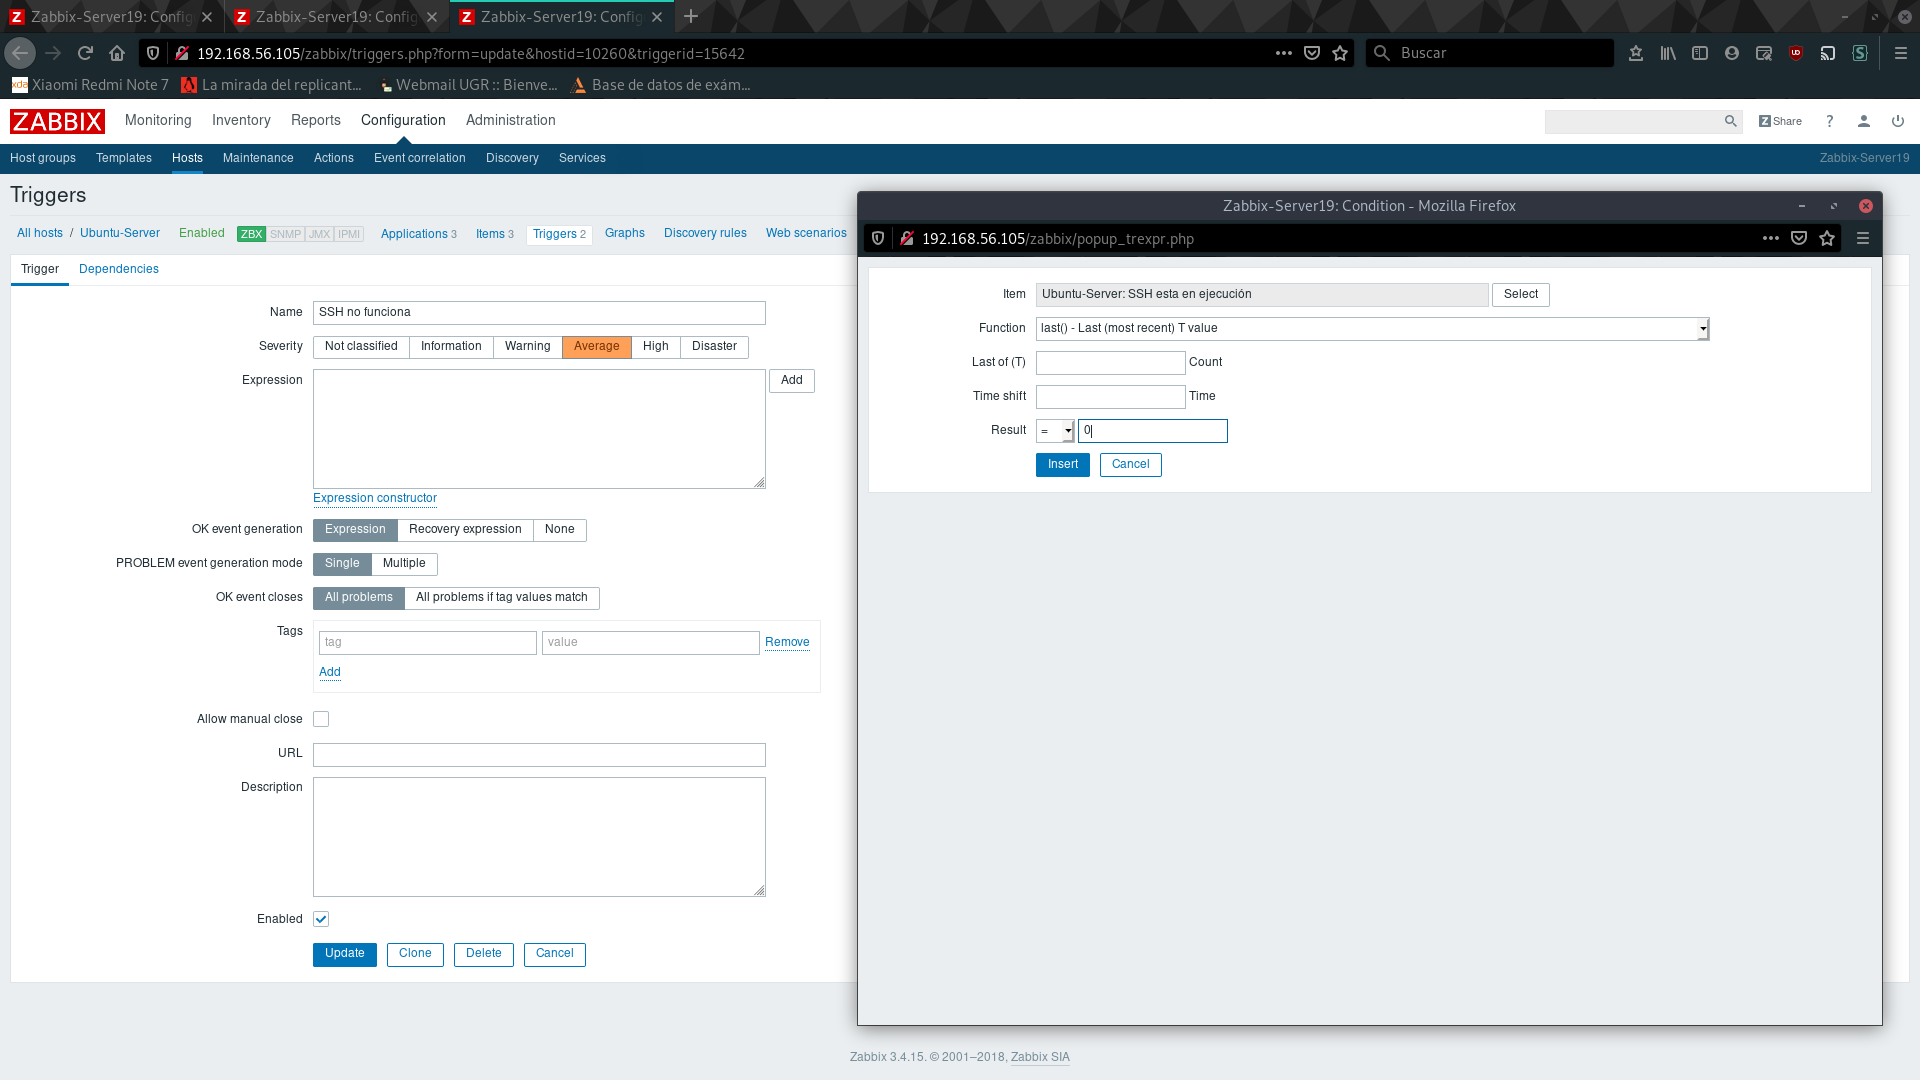 Zabbix-Server19: Config
Zabbix-Server19: Config
Zabbix-Server19: Config
192.168.56.105/zabbix/triggers.php?form=update&hostid=10260&triggerid=15642
Buscar
Xiaomi Redmi Note 7
La mirada del replicant...
Webmail UGR :: Bienve...
Base de datos de exám...
ZABBIX
Monitoring
Inventory
Reports
Configuration
Administration
Z Share
?
Host groups
Templates
Hosts
Maintenance
Actions
Event correlation
Discovery
Services
Zabbix-Server19
Triggers
All hosts / Ubuntu-Server
Enabled
ZBX SNMP JMX IPMI
Applications 3
Items 3
Triggers 2
Graphs
Discovery rules
Web scenarios
Trigger
Dependencies
Name
SSH no funciona
Severity
Not classified
Information
Warning
Average
High
Disaster
Expression
Add
Expression constructor
OK event generation
Expression
Recovery expression
None
PROBLEM event generation mode
Single
Multiple
OK event closes
All problems
All problems if tag values match
Tags
tag
value
Remove
Add
Allow manual close
URL
Description
Enabled
Update
Clone
Delete
Cancel
Zabbix-Server19: Condition - Mozilla Firefox
192.168.56.105/zabbix/popup_trexpr.php
Item
Ubuntu-Server: SSH esta en ejecución
Select
Function
last() - Last (most recent) T value
Last of (T)
Count
Time shift
Time
Result
=
0
Insert
Cancel
Zabbix 3.4.15. © 2001–2018, Zabbix SIA